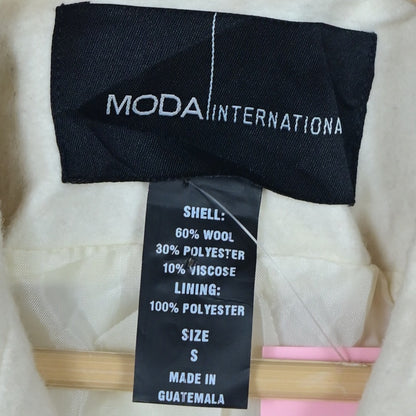 MODA INTERNATIONA
SHELL:
60% WOOL
30% POLYESTER
10% VISCOSE
LINING:
100% POLYESTER
SIZE
S
MADE IN
GUATEMALA